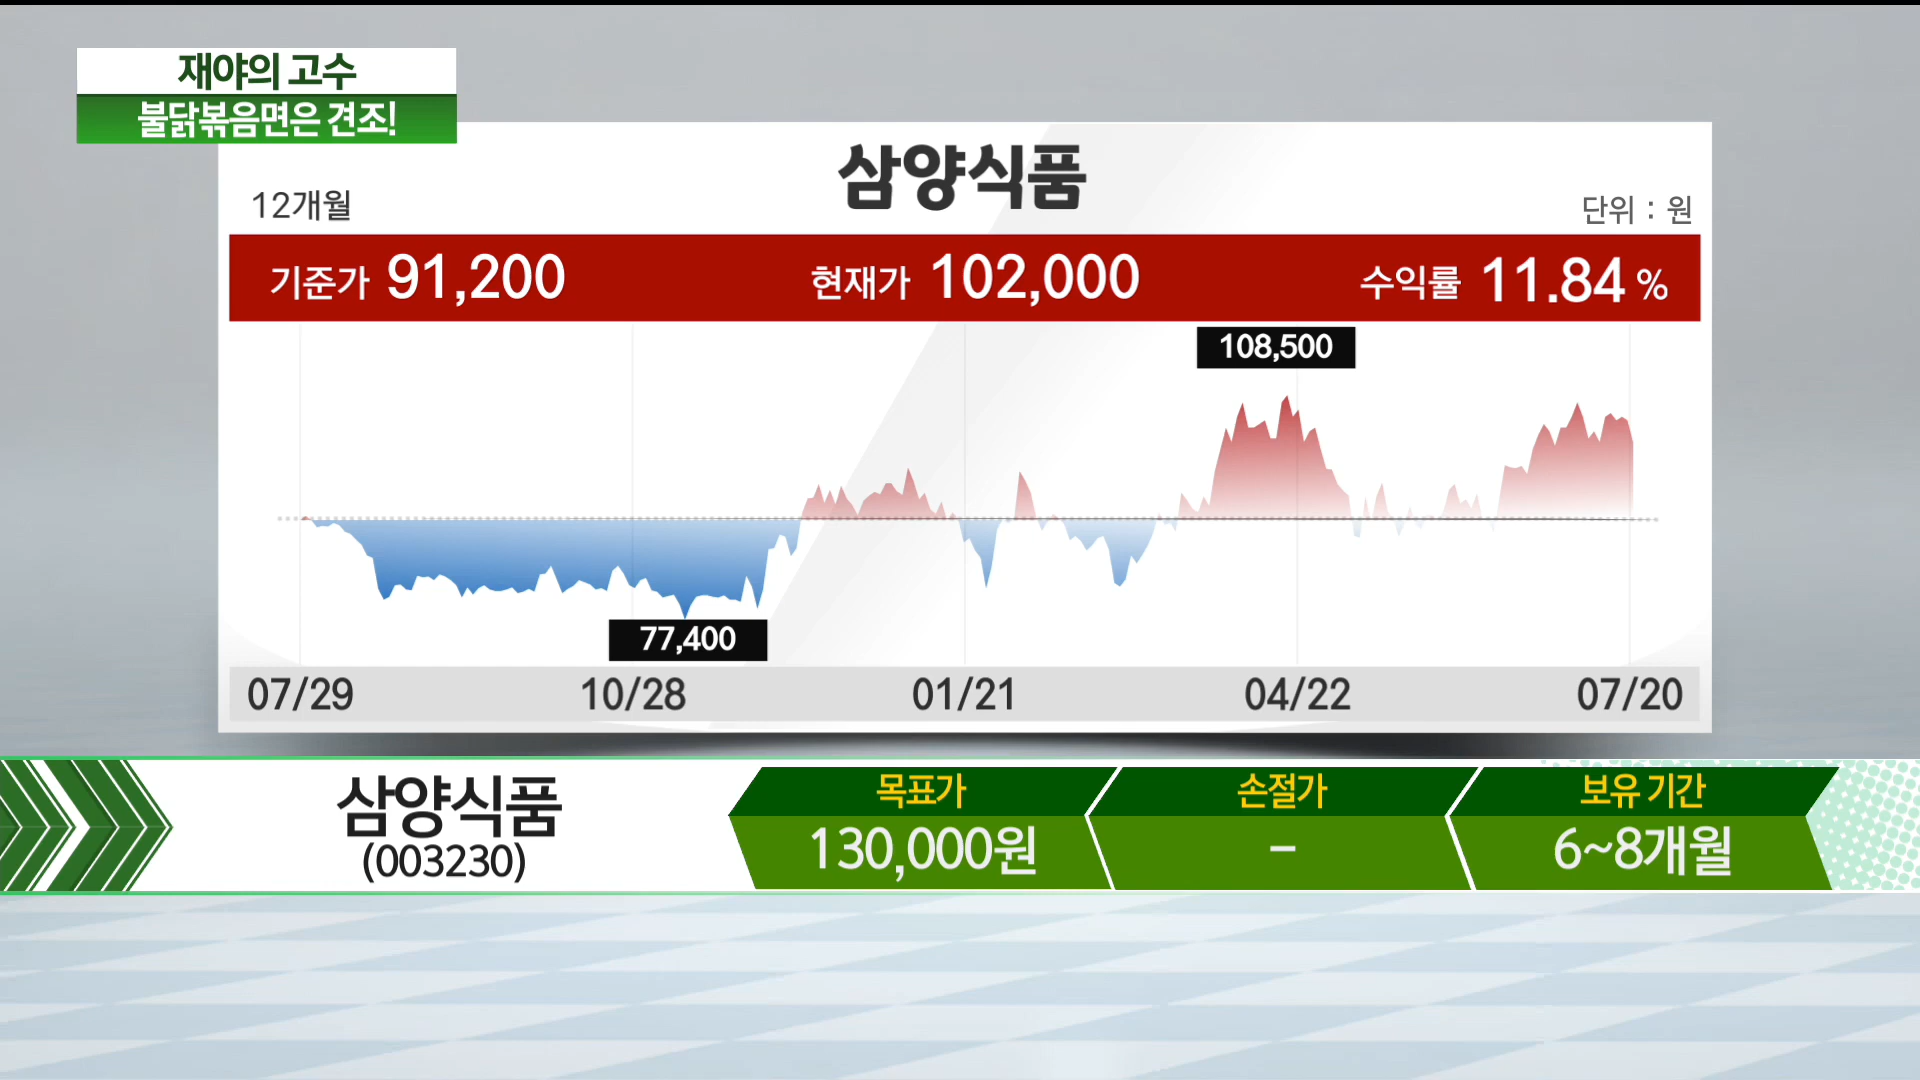 재야의 고수
불닭볶음면은 견조!
삼양식품
12개월
단위 : 원
기준가 91,200 현재가 102,000 수익률 11.84 %
108,500
77,400
07/29 10/28 01/21 04/22 07/20
삼양식품
(003230)
목표가 손절가 보유 기간
130,000원 – 6~8개월